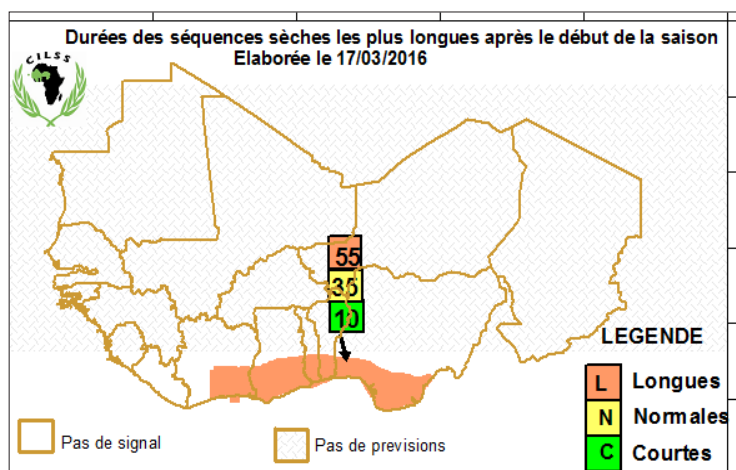 Durées des séquences sèches les plus longues après le début de la saison
Elaborée le 17/03/2016
CILSS
55
35
10
LEGENDE
L Longues
N Normales
C Courtes
Pas de signal
Pas de previsions